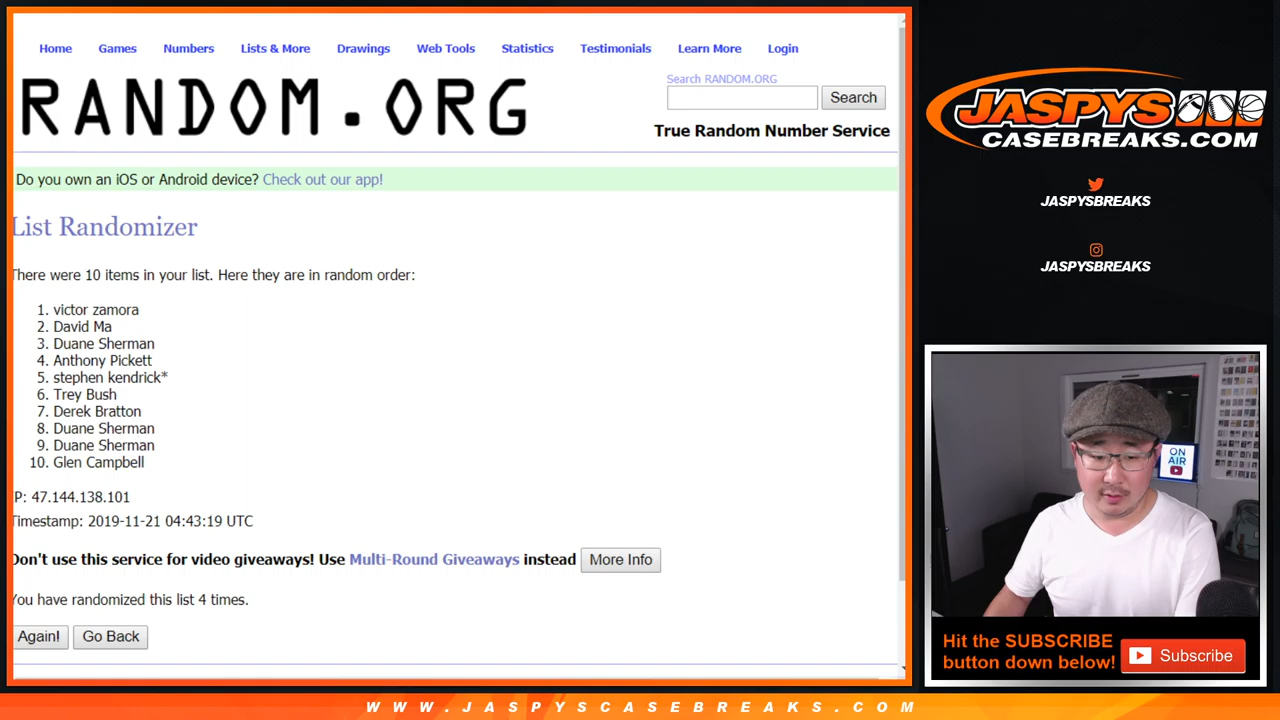 Home Games Numbers Lists & More Drawings Web Tools Statistics Testimonials Learn More Login
RANDOM.ORG
Search RANDOM.ORG
Search
True Random Number Service
Do you own an iOS or Android device? Check out our app!
List Randomizer
There were 10 items in your list. Here they are in random order:
1. victor zamora
2. David Ma
3. Duane Sherman
4. Anthony Pickett
5. stephen kendrick*
6. Trey Bush
7. Derek Bratton
8. Duane Sherman
9. Duane Sherman
10. Glen Campbell
IP: 47.144.138.101
Timestamp: 2019-11-21 04:43:19 UTC
Don't use this service for video giveaways! Use Multi-Round Giveaways instead More Info
You have randomized this list 4 times.
Again! Go Back
JASPYS
CASEBREAKS.COM
JASPYSBREAKS
JASPYSBREAKS
ON
AIR
Hit the SUBSCRIBE
button down below!
Subscribe
WWW.JASPYSCASEBREAKS.COM